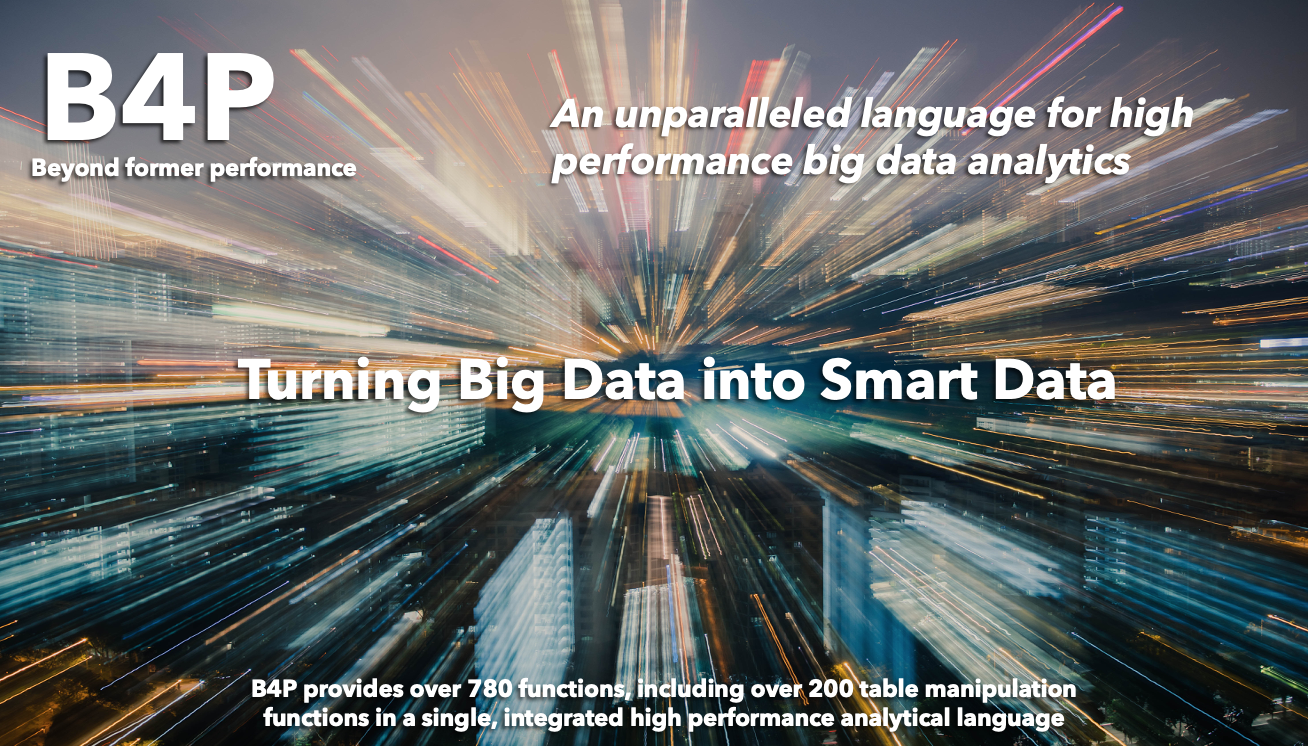 B4P
Beyond former performance
An unparalleled language for high
performance big data analytics
Turning Big Data into Smart Data
B4P provides over 780 functions, including over 200 table manipulation
functions in a single, integrated high performance analytical language